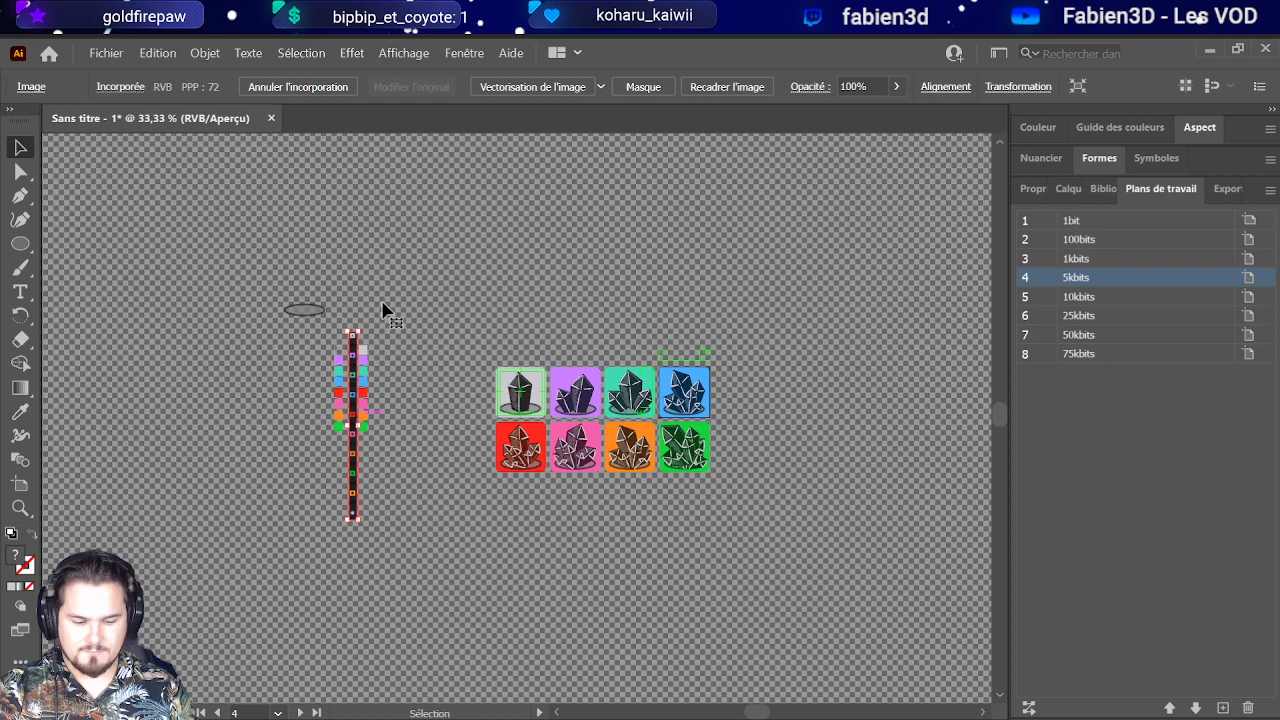 goldfirepaw
bipbip_et_coyote: 1
koharu_kaiwii
fabien3d
Fabien3D - Les VOD
Ai
Fichier Edition Objet Texte Sélection Effet Affichage Fenêtre Aide
Rechercher dan
Image
Incorporée RVB PPP : 72
Annuler l'incorporation
Modifier l'original
Vectorisation de l'image
Masque
Recadrer l'image
Opacité : 100%
Alignement
Transformation
Sans titre - 1* @ 33,33 % (RVB/Aperçu)
Couleur Guide des couleurs Aspect
Nuancier Formes Symboles
Propr Calqu Biblio Plans de travail Expor
1 1bit
2 100bits
3 1kbits
4 5kbits
5 10kbits
6 25kbits
7 50kbits
8 75kbits
4
Sélection